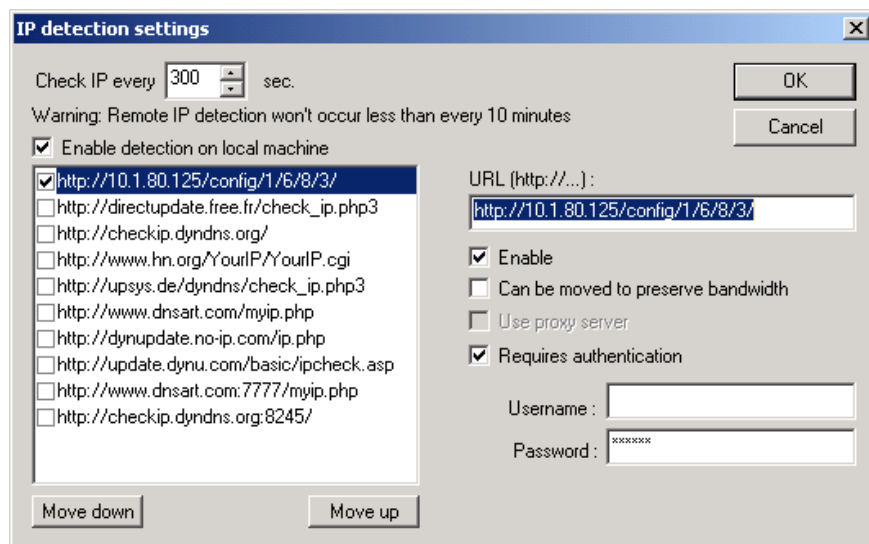 IP detection settings
Check IP every 300 sec.
OK
Warning: Remote IP detection won't occur less than every 10 minutes
Cancel
Enable detection on local machine
http://10.1.80.125/config/1/6/8/3/
http://directupdate.free.fr/check_ip.php3
http://checkip.dyndns.org/
http://www.hn.org/YourIP/YourIP.cgi
http://upsys.de/dyndns/check_ip.php3
http://www.dnsart.com/myip.php
http://dynupdate.no-ip.com/ip.php
http://update.dynu.com/basic/ipcheck.asp
http://www.dnsart.com:7777/myip.php
http://checkip.dyndns.org:8245/
Move down
Move up
URL (http://...) :
http://10.1.80.125/config/1/6/8/3/
Enable
Can be moved to preserve bandwidth
Use proxy server
Requires authentication
Username :
Password : ******